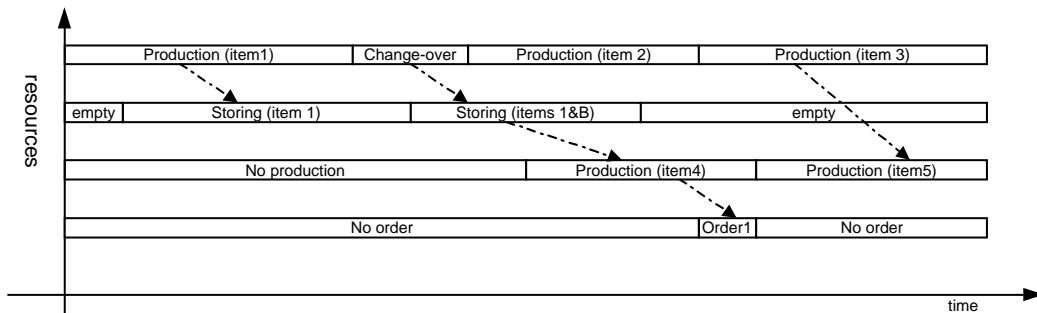 Production (item1) Change-over Production (item 2) Production (item 3)
resources
empty Storing (item 1) Storing (items 1&B) empty
No production Production (item4) Production (item5)
No order Order1 No order
time